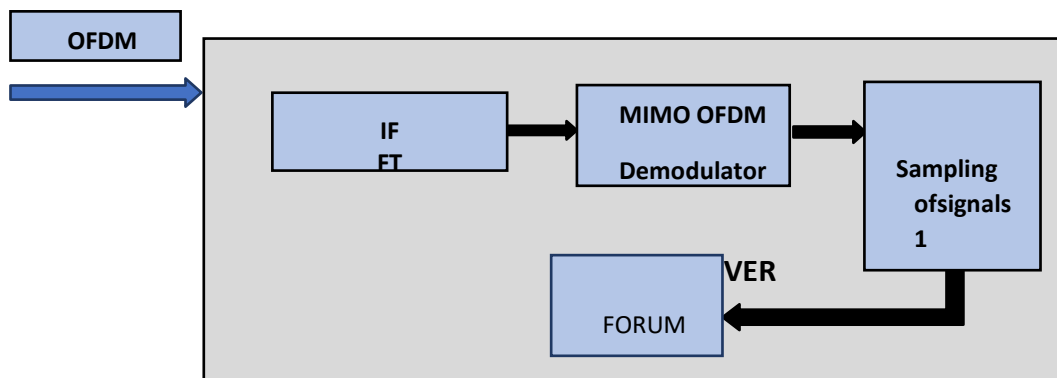 OFDM
IF
FT
MIMO OFDM
Demodulator
Sampling
ofsignals
1
VER
FORUM